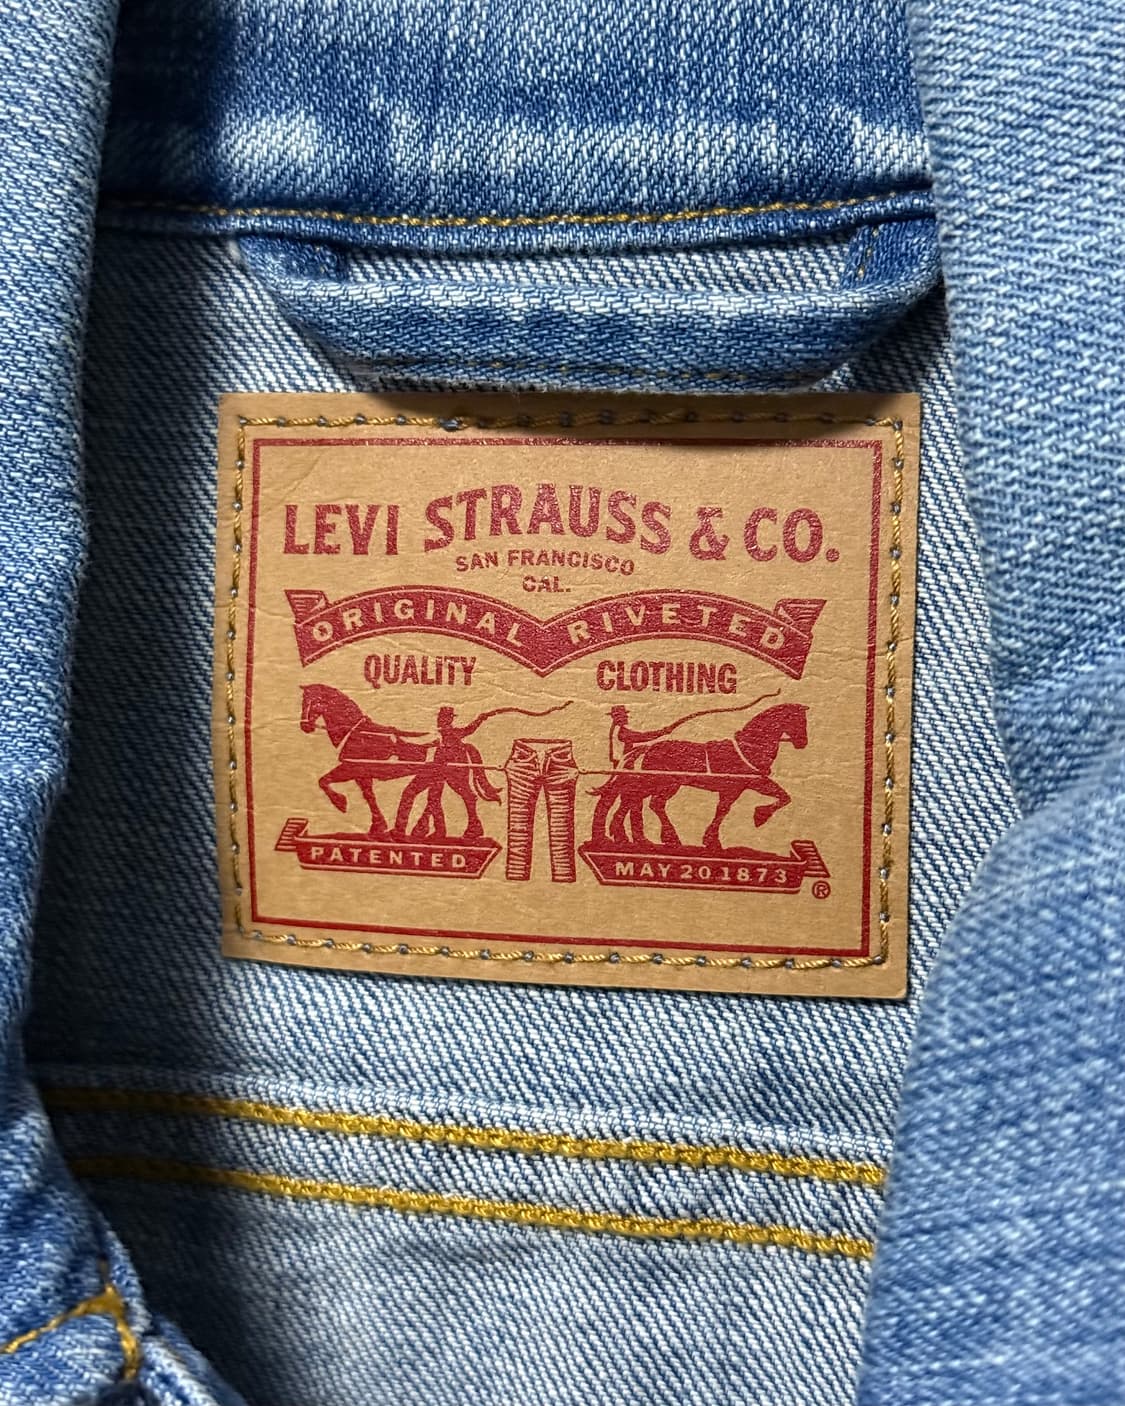 LEVI STRAUSS & CO.
SAN FRANCISCO
CAL.
ORIGINAL RIVETED
QUALITY CLOTHING
PATENTED MAY 20 1873 ®